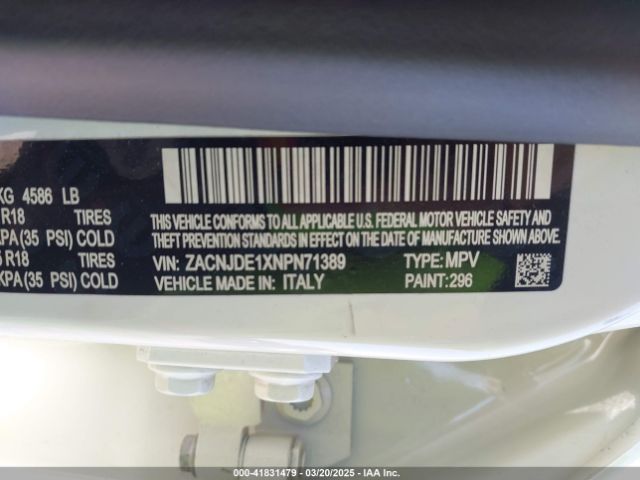 KG 4586 LB
R18 TIRES
KPA(35 PSI) COLD
R18 TIRES
KPA(35 PSI) COLD
THIS VEHICLE CONFORMS TO ALL APPLICABLE U.S. FEDERAL MOTOR VEHICLE SAFETY AND
THEFT PREVENTION STANDARDS IN EFFECT ON THE DATE OF MANUFACTURE SHOWN ABOVE.
VIN: ZACNJDE1XNPN71389 TYPE: MPV
VEHICLE MADE IN: ITALY PAINT: 296
000-41831479 — 03/20/2025 — IAA Inc.